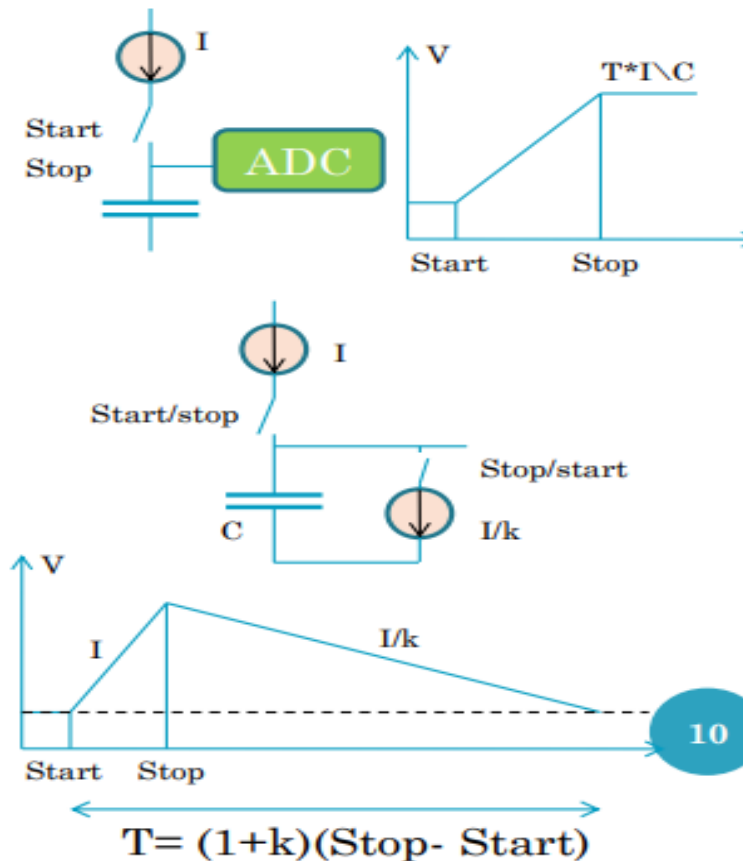 I
Start
Stop
ADC
V
T*I\C
Start
Stop
I
Start/stop
Stop/start
C
I/k
V
I
I/k
10
Start
Stop
T= (1+k)(Stop- Start)